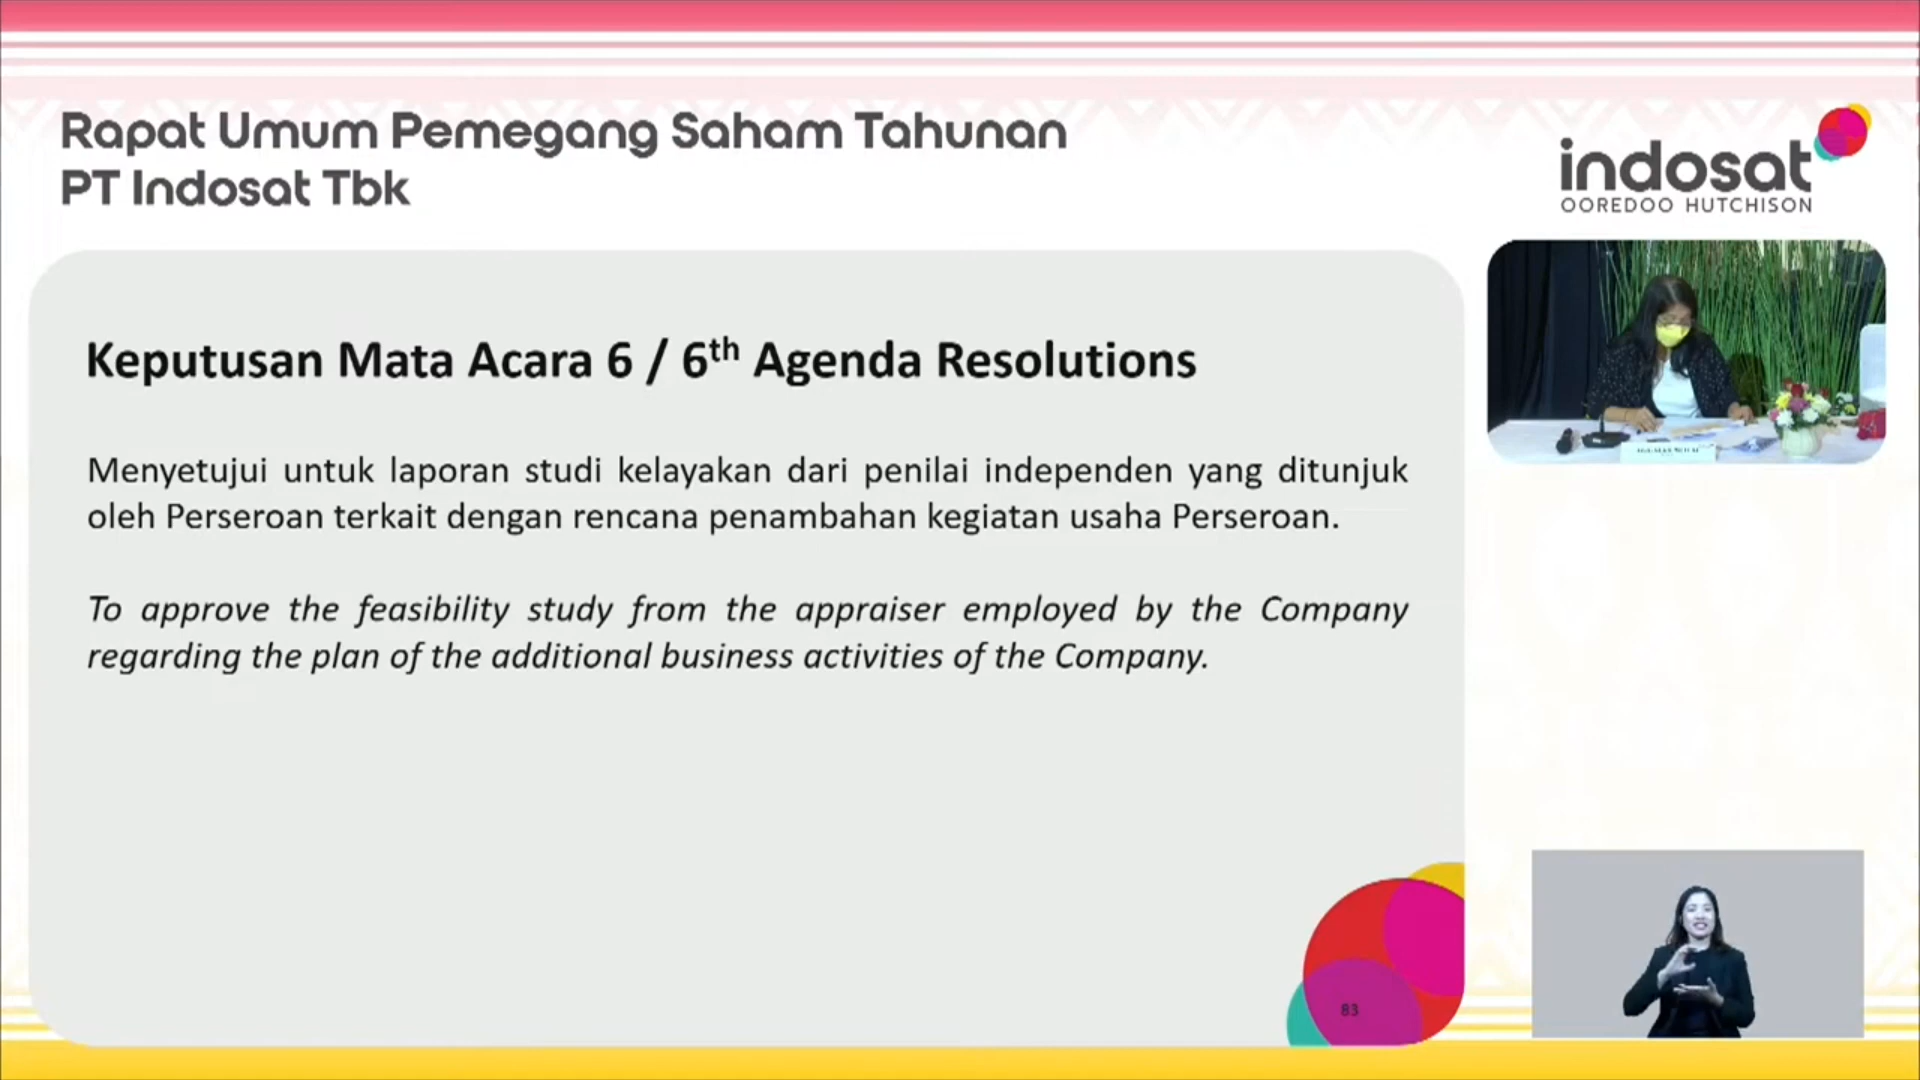 Rapat Umum Pemegang Saham Tahunan
PT Indosat Tbk
indosat
OOREDOO HUTCHISON
Keputusan Mata Acara 6 / 6th Agenda Resolutions
Menyetujui untuk laporan studi kelayakan dari penilai independen yang ditunjuk
oleh Perseroan terkait dengan rencana penambahan kegiatan usaha Perseroan.
To approve the feasibility study from the appraiser employed by the Company
regarding the plan of the additional business activities of the Company.
83